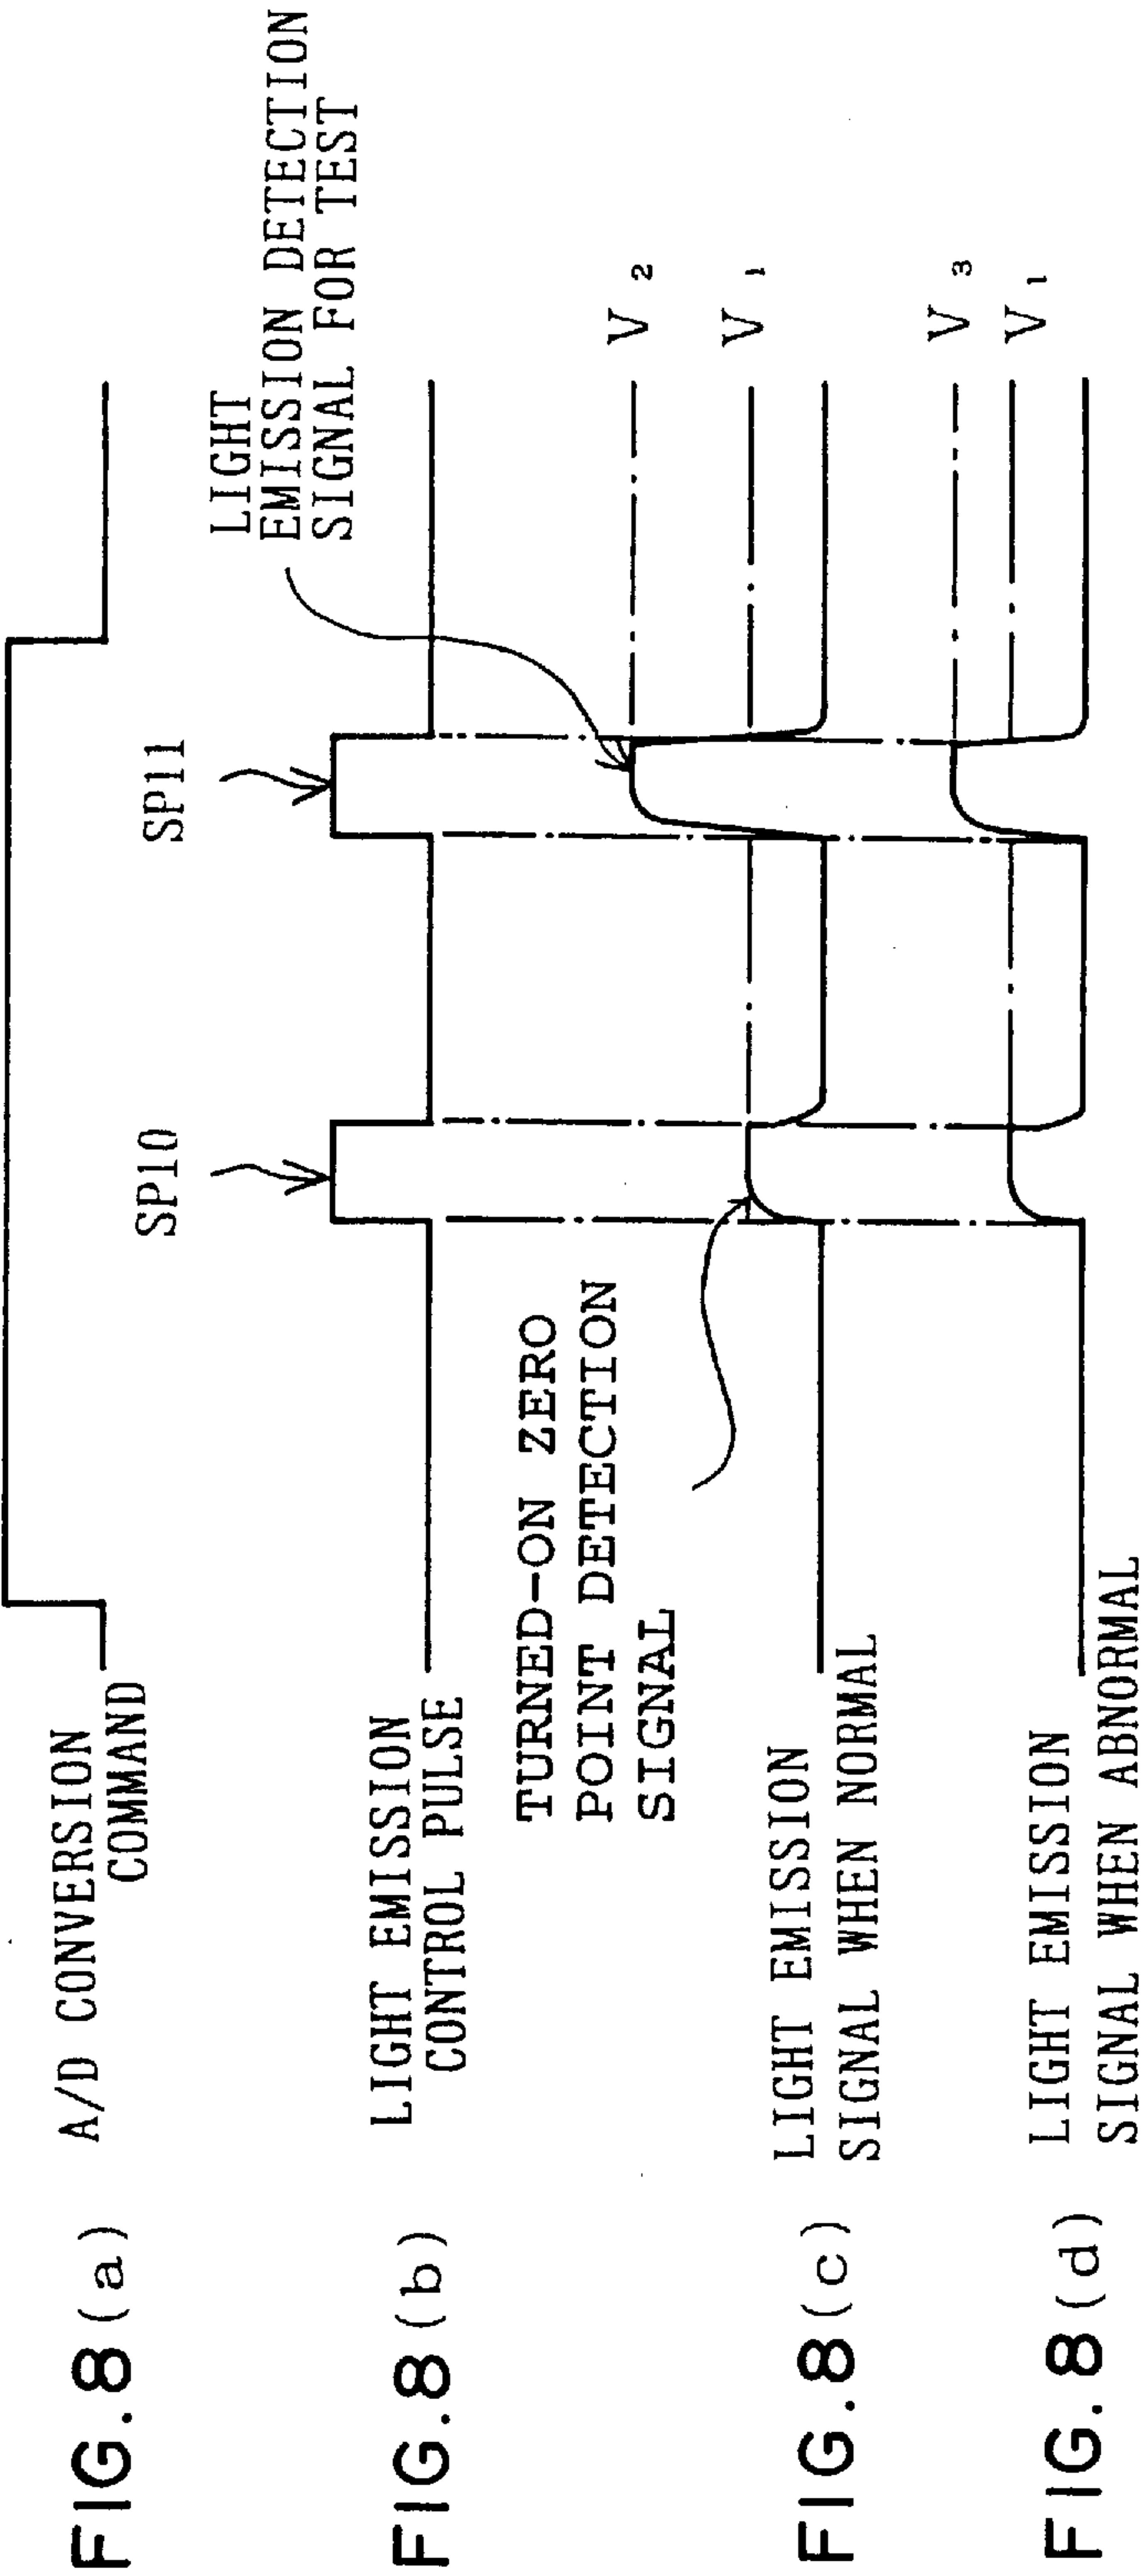 FIG.8(a)
A/D CONVERSION
COMMAND
FIG.8(b)
LIGHT EMISSION
CONTROL PULSE
SP10
SP11
LIGHT
EMISSION DETECTION
SIGNAL FOR TEST
TURNED-ON ZERO
POINT DETECTION
SIGNAL
FIG.8(c)
LIGHT EMISSION
SIGNAL WHEN NORMAL
V2
V1
FIG.8(d)
LIGHT EMISSION
SIGNAL WHEN ABNORMAL
V3
V1